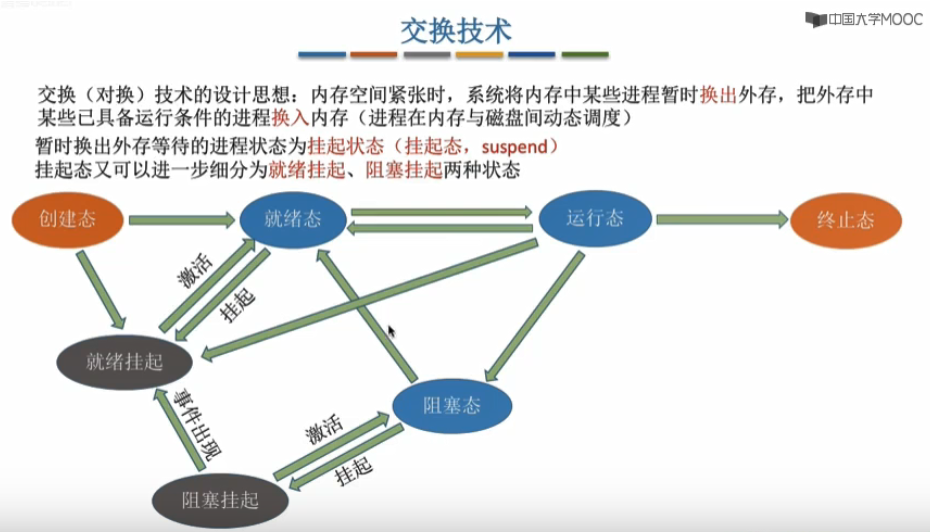 中国大学MOOC
交换技术
交换（对换）技术的设计思想：内存空间紧张时，系统将内存中某些进程暂时换出外存，把外存中
某些已具备运行条件的进程换入内存（进程在内存与磁盘间动态调度）
暂时换出外存等待的进程状态为挂起状态（挂起态，suspend）
挂起态又可以进一步细分为就绪挂起、阻塞挂起两种状态
创建态
就绪态
运行态
终止态
激活
挂起
就绪挂起
事件出现
阻塞态
激活
挂起
阻塞挂起